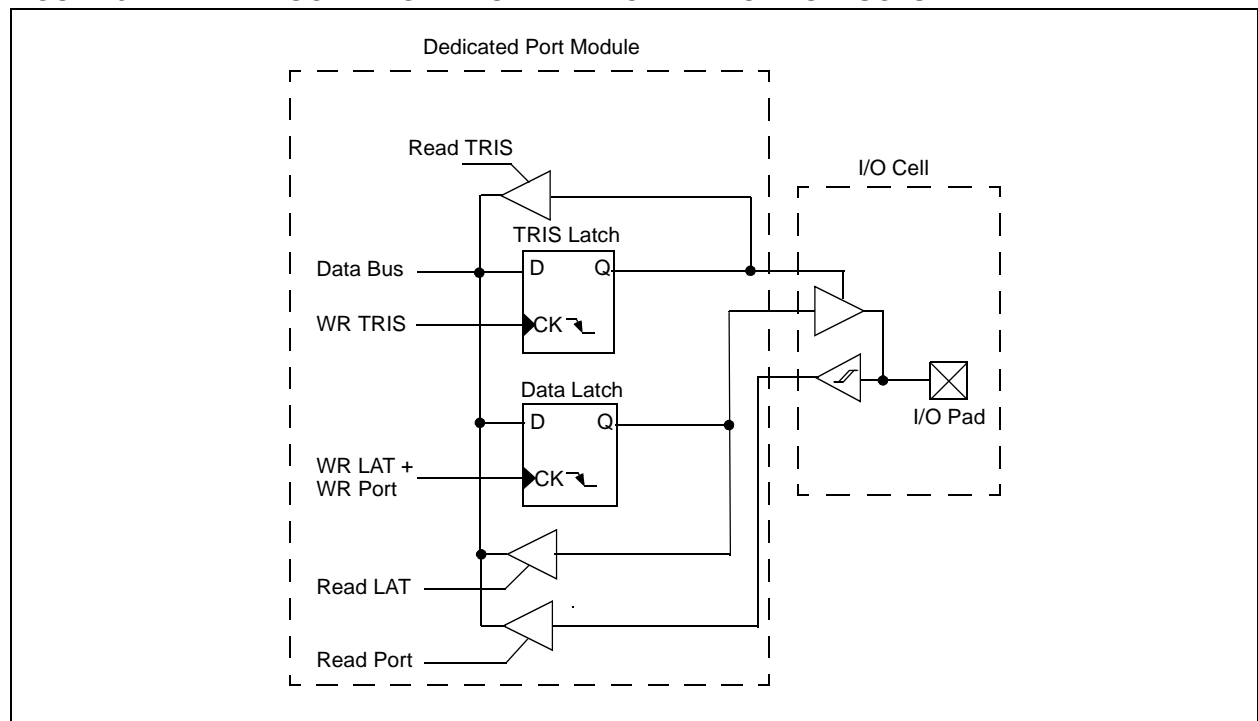 Dedicated Port Module
Read TRIS
I/O Cell
TRIS Latch
Data Bus
D
Q
WR TRIS
CK
Data Latch
D
Q
I/O Pad
WR LAT +
WR Port
CK
Read LAT
Read Port